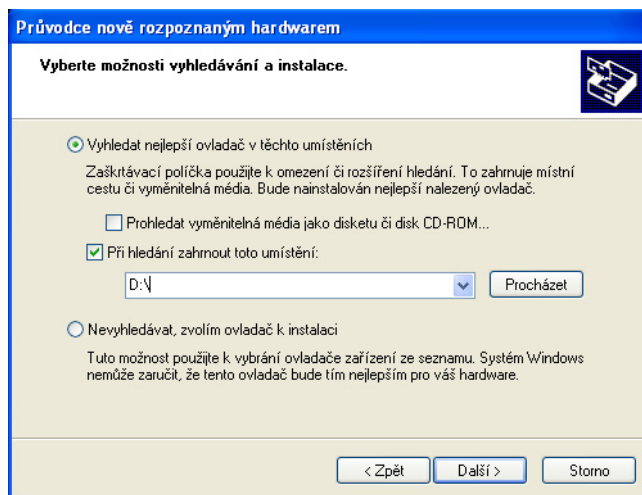 Průvodce nově rozpoznaným hardwarem
Vyberte možnosti vyhledávání a instalace.
Vyhledat nejlepší ovladač v těchto umístěních
Zaškrtávací políčka použijte k omezení či rozšíření hledání. To zahrnuje místní
cestu či vyměnitelná média. Bude nainstalován nejlepší nalezený ovladač.
Prohledat vyměnitelná média jako disketu či disk CD-ROM...
Při hledání zahrnout toto umístění:
D:\
Procházet
Nevyhledávat, zvolím ovladač k instalaci
Tuto možnost použijte k vybrání ovladače zařízení ze seznamu. Systém Windows
nemůže zaručit, že tento ovladač bude tím nejlepším pro váš hardware.
< Zpět
Další >
Storno